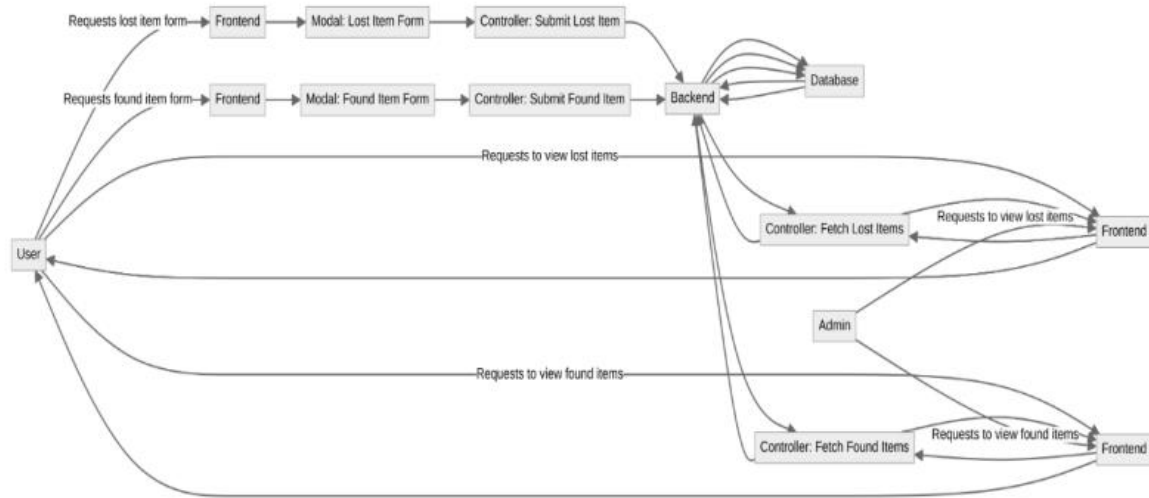 Requests lost item form
Frontend
Modal: Lost Item Form
Controller: Submit Lost Item
Requests found item form
Frontend
Modal: Found Item Form
Controller: Submit Found Item
Backend
Database
Requests to view lost items
Controller: Fetch Lost Items
Requests to view lost items
Frontend
User
Admin
Requests to view found items
Controller: Fetch Found Items
Requests to view found items
Frontend